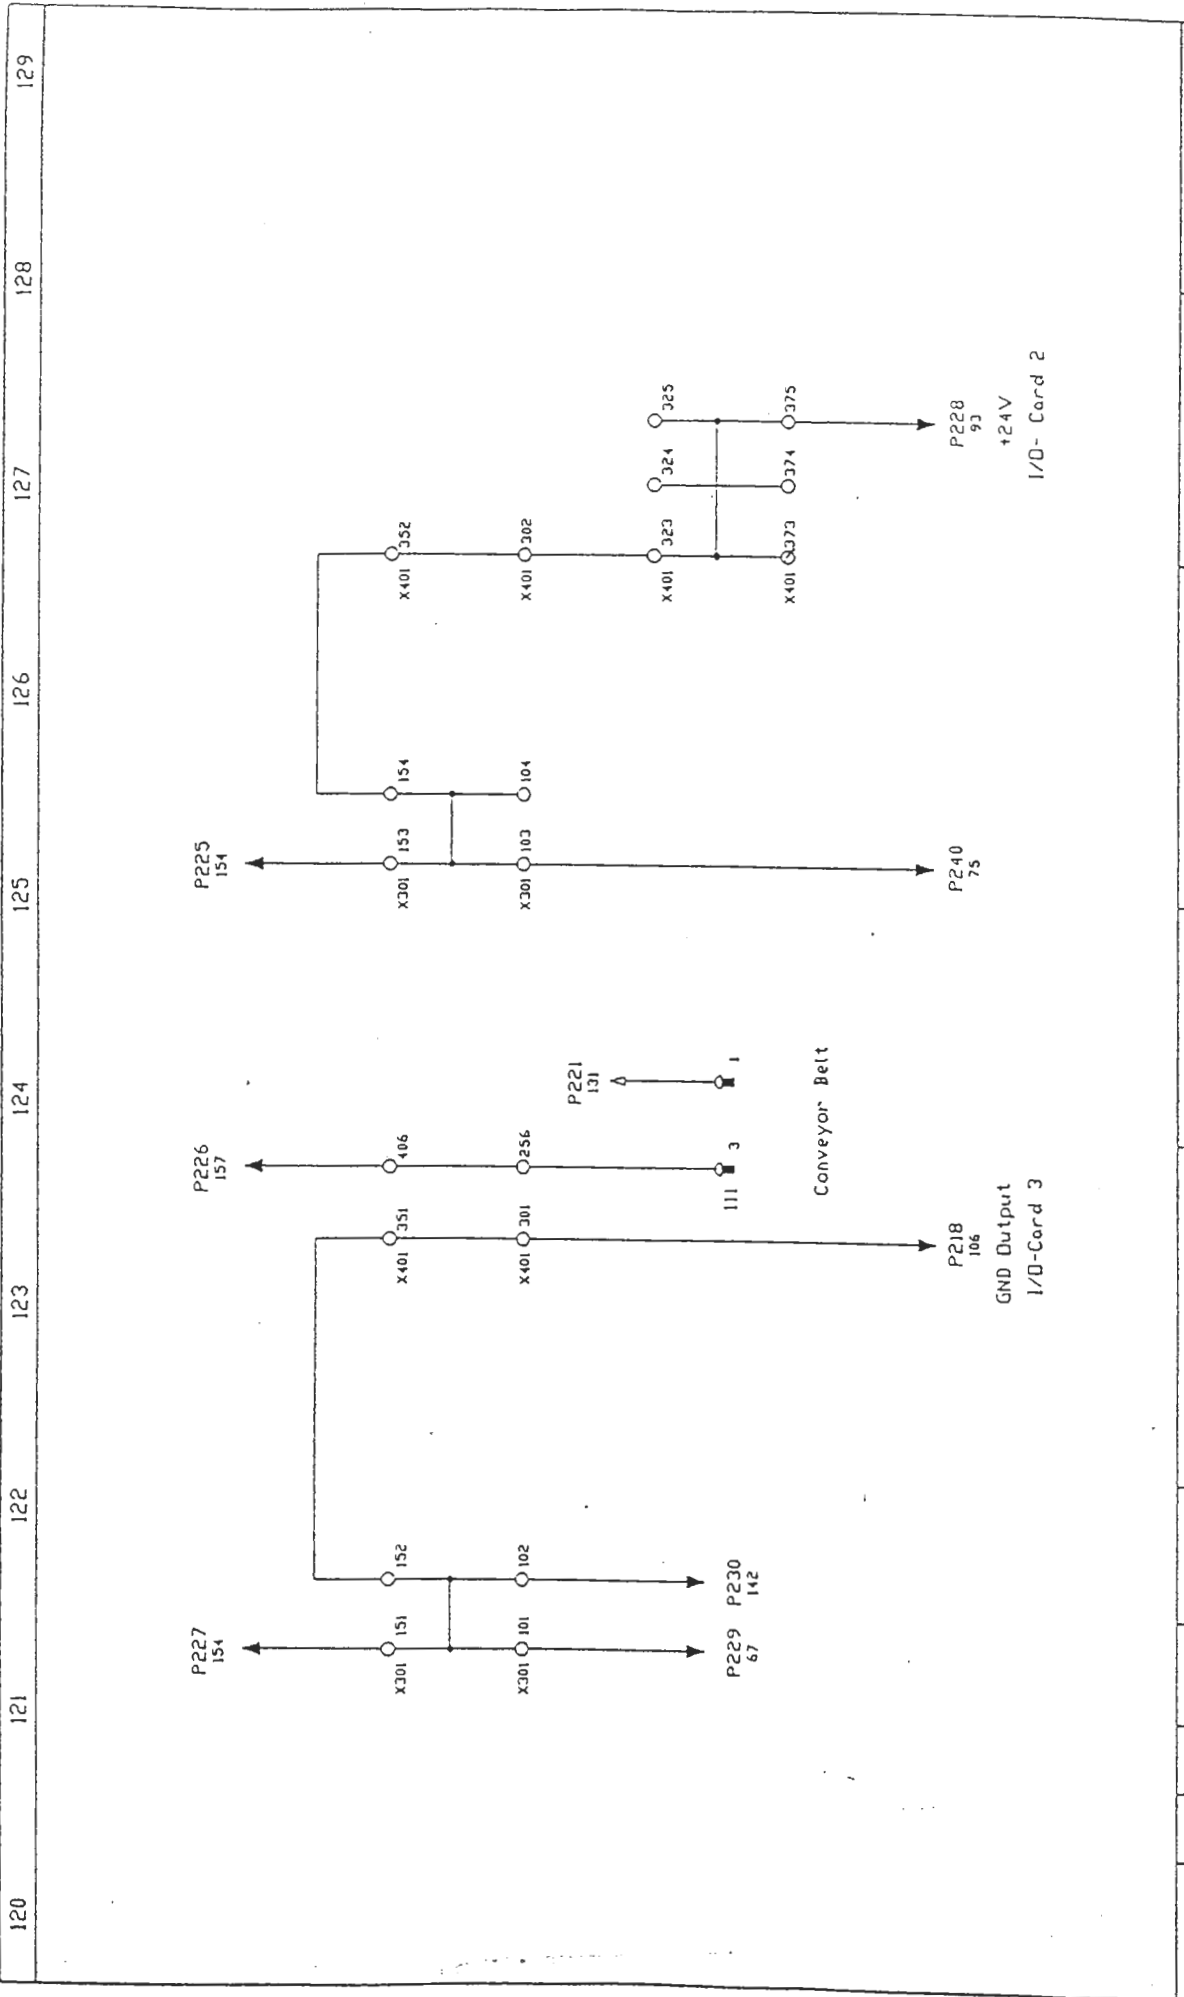 120 121 122 123 124 125 126 127 128 129
P227
154
P226
157
P225
154
X301 151 152
X401 351 406
X301 153 154
X401 352
X301 101 102
X401 301 256
X301 103 104
X401 302
P221
131
X401 323 324 325
P229
67
P230
142
111 3 1
X401 373 374 375
Conveyor Belt
P218
106
GND Output
I/O-Card 3
P240
75
P228
93
+24V
I/O- Card 2